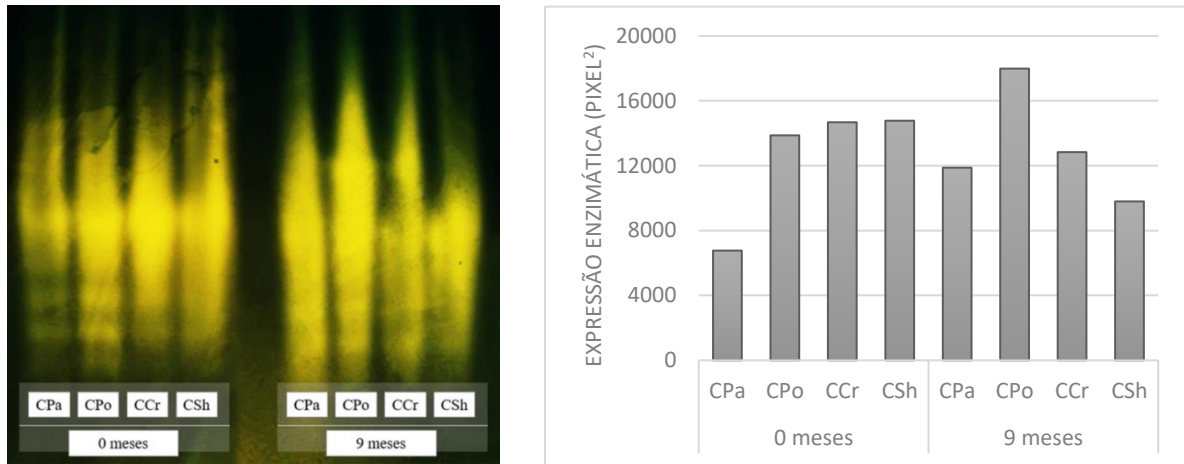 CPa CPo CCr CSh CPa CPo CCr CSh
0 meses 9 meses
EXPRESSÃO ENZIMÁTICA (PIXEL²)
20000
16000
12000
8000
4000
0
CPa CPo CCr CSh CPa CPo CCr CSh
0 meses 9 meses